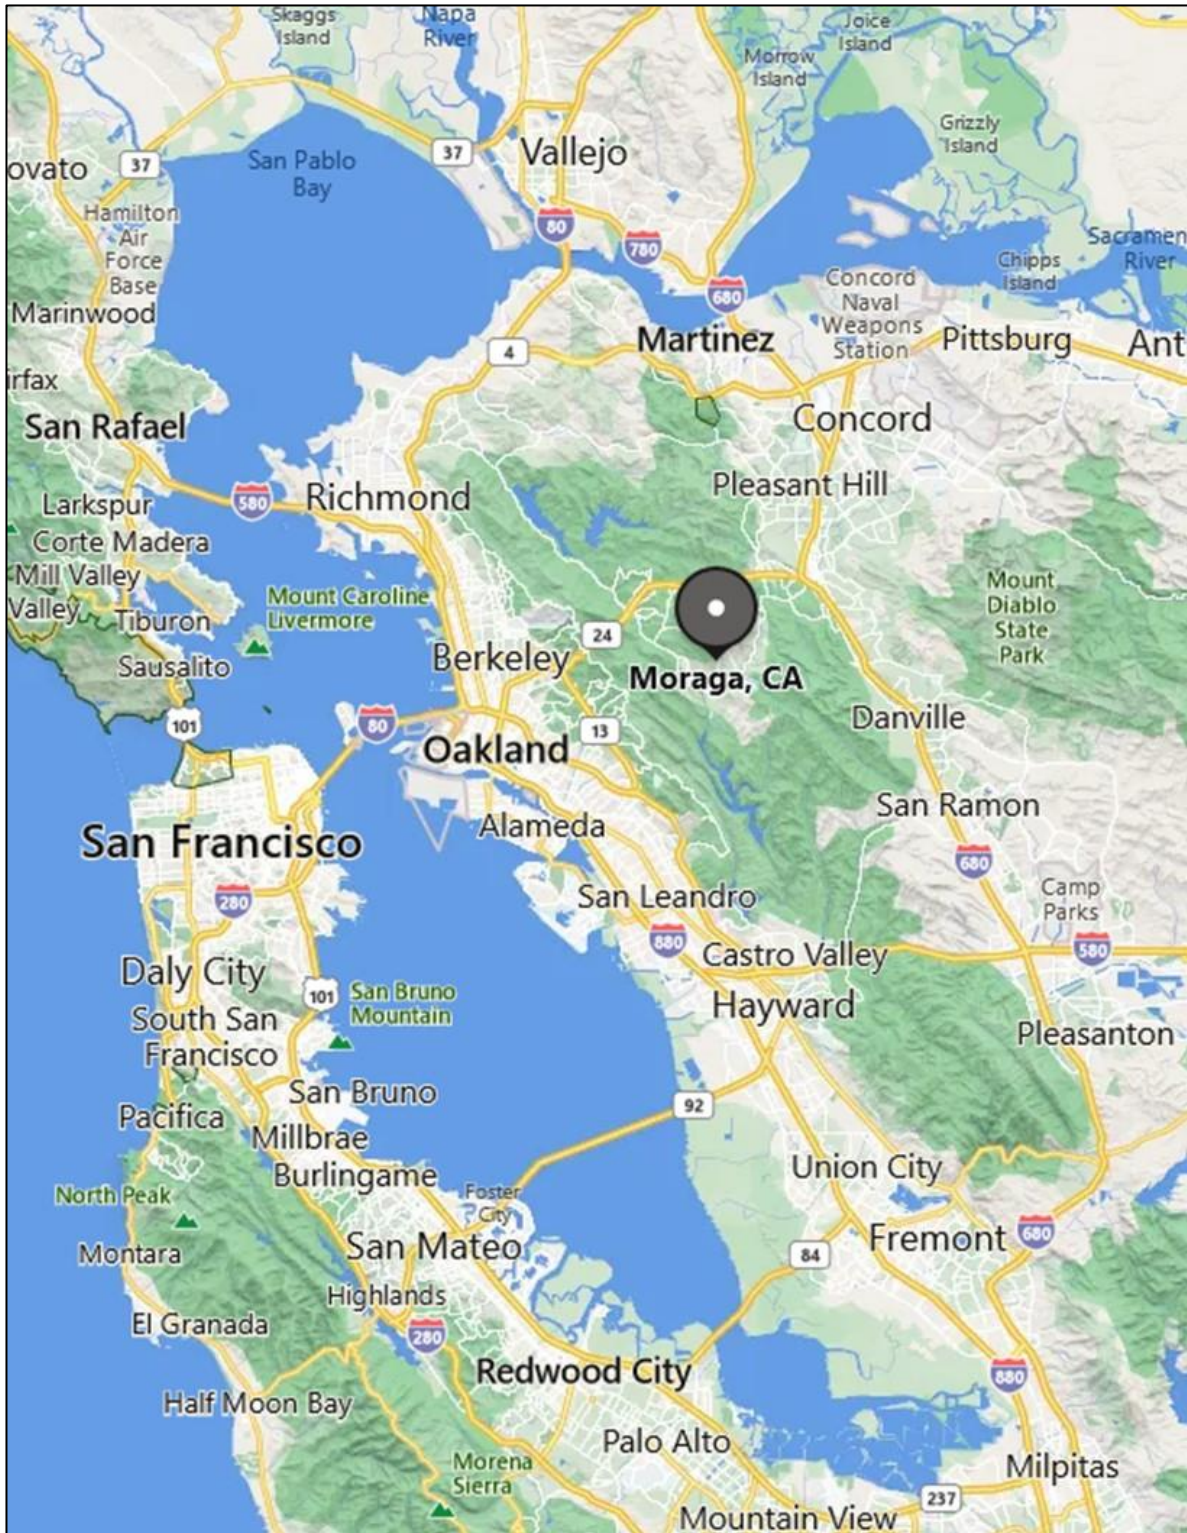 Skaggs
Island
Napa
River
Joice
Island
Morrow
Island
Grizzly
Island
San Pablo
Bay
37
37
Vallejo
ovato
Hamilton
Air
Force
Base
80
780
680
Sacramen
River
Chipps
Island
Concord
Naval
Weapons
Station
Marinwood
Martinez
Pittsburg
Ant
4
irfax
San Rafael
Concord
Pleasant Hill
Larkspur
580
Richmond
Corte Madera
Mill Valley
Valley
Tiburon
Mount Caroline
Livermore
Mount
Diablo
State
Park
24
Sausalito
Berkeley
Moraga, CA
101
80
13
Danville
Oakland
San Ramon
Alameda
San Francisco
680
280
San Leandro
Camp
Parks
880
580
Castro Valley
Daly City
101
San Bruno
Mountain
Hayward
South San
Francisco
Pleasanton
San Bruno
92
Pacifica
Millbrae
Burlingame
Union City
North Peak
Foster
City
Montara
San Mateo
Fremont
680
84
Highlands
El Granada
280
Redwood City
880
Half Moon Bay
Palo Alto
Morena
Sierra
Milpitas
237
Mountain View